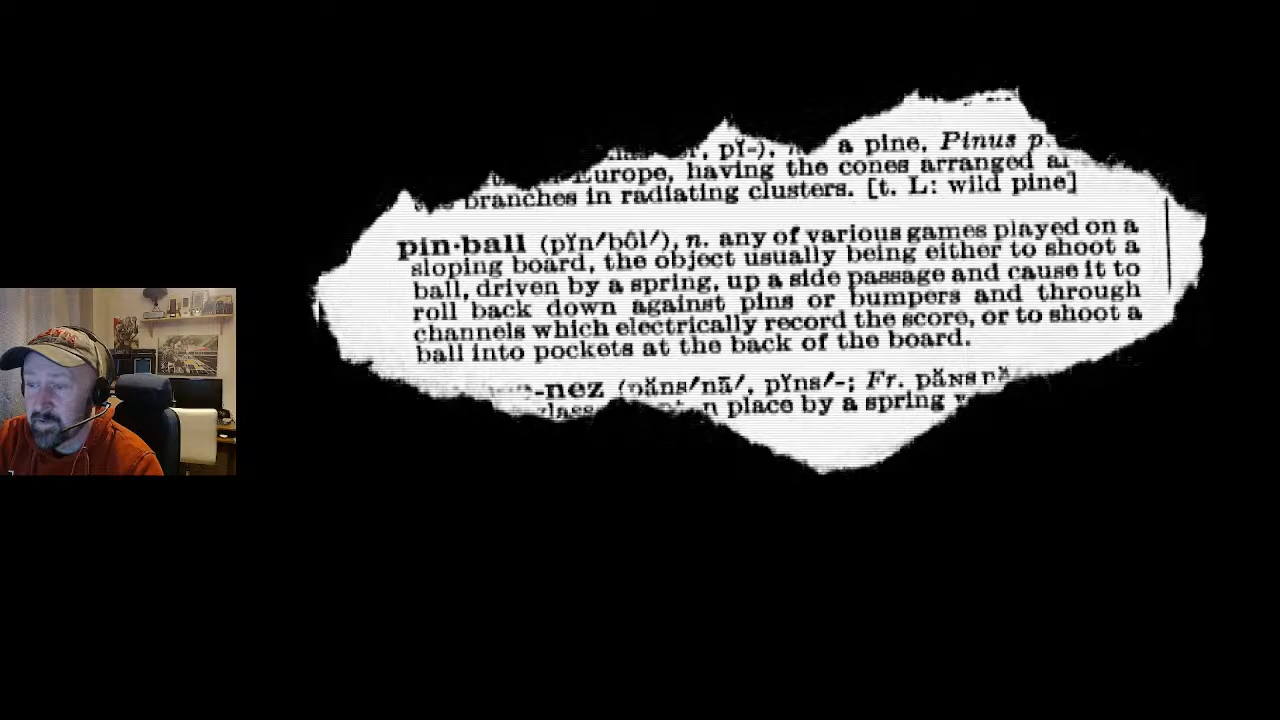 pĭ-), a pine, Pinus p.
Europe, having the cones arranged
branches in radiating clusters. [t. L: wild pine]
pin·ball (pĭn′bôl′), n. any of various games played on a
sloping board, the object usually being either to shoot a
ball, driven by a spring, up a side passage and cause it to
roll back down against pins or bumpers and through
channels which electrically record the score, or to shoot a
ball into pockets at the back of the board.
-nez (păns′nā′, pĭns′-; Fr.
place by a spring